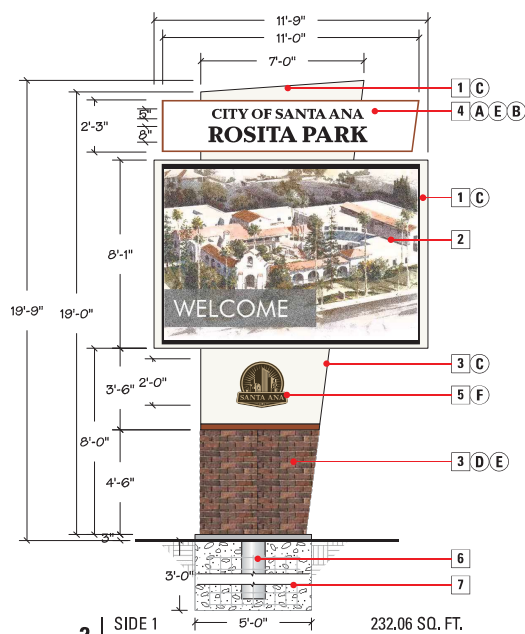 11'-9"
11'-0"
7'-0"
1 C
CITY OF SANTA ANA
4 A E B
ROSITA PARK
2'-3"
1 C
2
8'-1"
19'-9"
19'-0"
WELCOME
3 C
2'-0"
3'-6"
SANTA ANA
5 F
8'-0"
3 D E
4'-6"
3"
6
3'-0"
7
2 SIDE 1
5'-0"
232.06 SQ. FT.